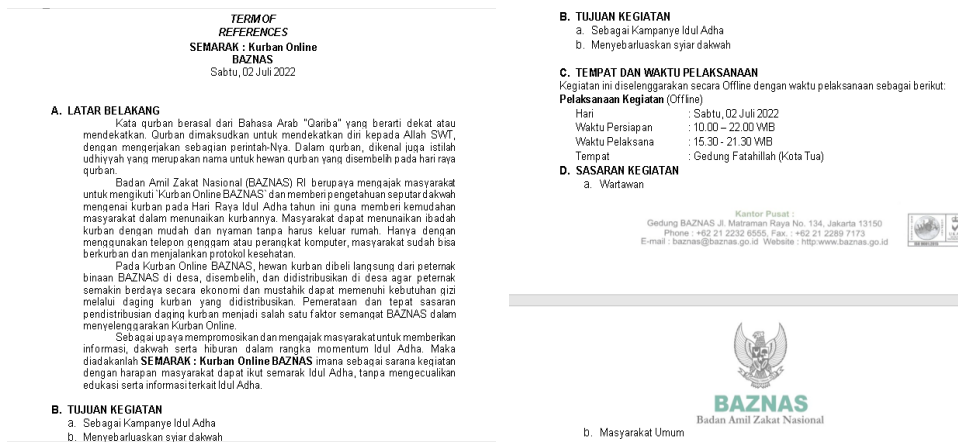 TERM OF
REFERENCES
SEMARAK : Kurban Online
BAZNAS
Sabtu, 02 Juli 2022
A. LATAR BELAKANG
Kata qurban berasal dari Bahasa Arab "Qariba" yang berarti dekat atau
mendekatkan. Qurban dimaksudkan untuk mendekatkan diri kepada Allah SWT,
dengan mengerjakan sebagian perintah-Nya. Dalam qurban, dikenal juga istilah
udhiyyah yang merupakan nama untuk hewan qurban yang disembelih pada hari raya
qurban.
Badan Amil Zakat Nasional (BAZNAS) RI berupaya mengajak masyarakat
untuk mengikuti `Kurban Online BAZNAS` dan memberi pengetahuan seputar dakwah
mengenai kurban pada Hari Raya Idul Adha tahun ini guna memberi kemudahan
masyarakat dalam menunaikan kurbannya. Masyarakat dapat menunaikan ibadah
kurban dengan mudah dan nyaman tanpa harus keluar rumah. Hanya dengan
menggunakan telepon genggam atau perangkat komputer, masyarakat sudah bisa
berkurban dan menjalankan protokol kesehatan.
Pada Kurban Online BAZNAS, hewan kurban dibeli langsung dari peternak
binaan BAZNAS di desa, disembelih, dan didistribusikan di desa agar peternak
semakin berdaya secara ekonomi dan mustahik dapat memenuhi kebutuhan gizi
melalui daging kurban yang didistribusikan. Pemerataan dan tepat sasaran
pendistribusian daging kurban menjadi salah satu faktor semangat BAZNAS dalam
menyelenggarakan Kurban Online.
Sebagai upaya mempromosikan dan mengajak masyarakat untuk memberikan
informasi, dakwah serta hiburan dalam rangka momentum Idul Adha. Maka
diadakanlah SEMARAK : Kurban Online BAZNAS imana sebagai sarana kegiatan
dengan harapan masyarakat dapat ikut semarak Idul Adha, tanpa mengecualikan
edukasi serta informasi terkait Idul Adha.
B. TUJUAN KEGIATAN
a. Sebagai Kampanye Idul Adha
b. Menyebarluaskan syiar dakwah
B. TUJUAN KEGIATAN
a. Sebagai Kampanye Idul Adha
b. Menyebarluaskan syiar dakwah
C. TEMPAT DAN WAKTU PELAKSANAAN
Kegiatan ini diselenggarakan secara Offline dengan waktu pelaksanaan sebagai berikut:
Pelaksanaan Kegiatan (Offline)
Hari : Sabtu, 02 Juli 2022
Waktu Persiapan : 10.00 – 22.00 WIB
Waktu Pelaksana : 15.30 - 21.30 WIB
Tempat : Gedung Fatahillah (Kota Tua)
D. SASARAN KEGIATAN
a. Wartawan
Kantor Pusat :
Gedung BAZNAS Jl. Matraman Raya No. 134, Jakarta 13150
Phone : +62 21 2232 6555, Fax. : +62 21 2289 7173
E-mail : baznas@baznas.go.id Website : http:www.baznas.go.id
BAZNAS
Badan Amil Zakat Nasional
b. Masyarakat Umum